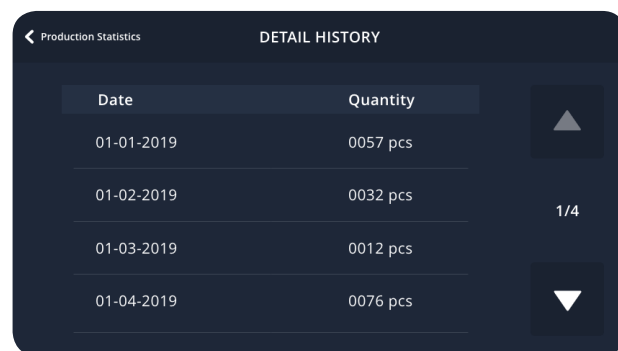 Production Statistics
DETAIL HISTORY
Date Quantity
01-01-2019 0057 pcs
01-02-2019 0032 pcs
01-03-2019 0012 pcs
01-04-2019 0076 pcs
1/4